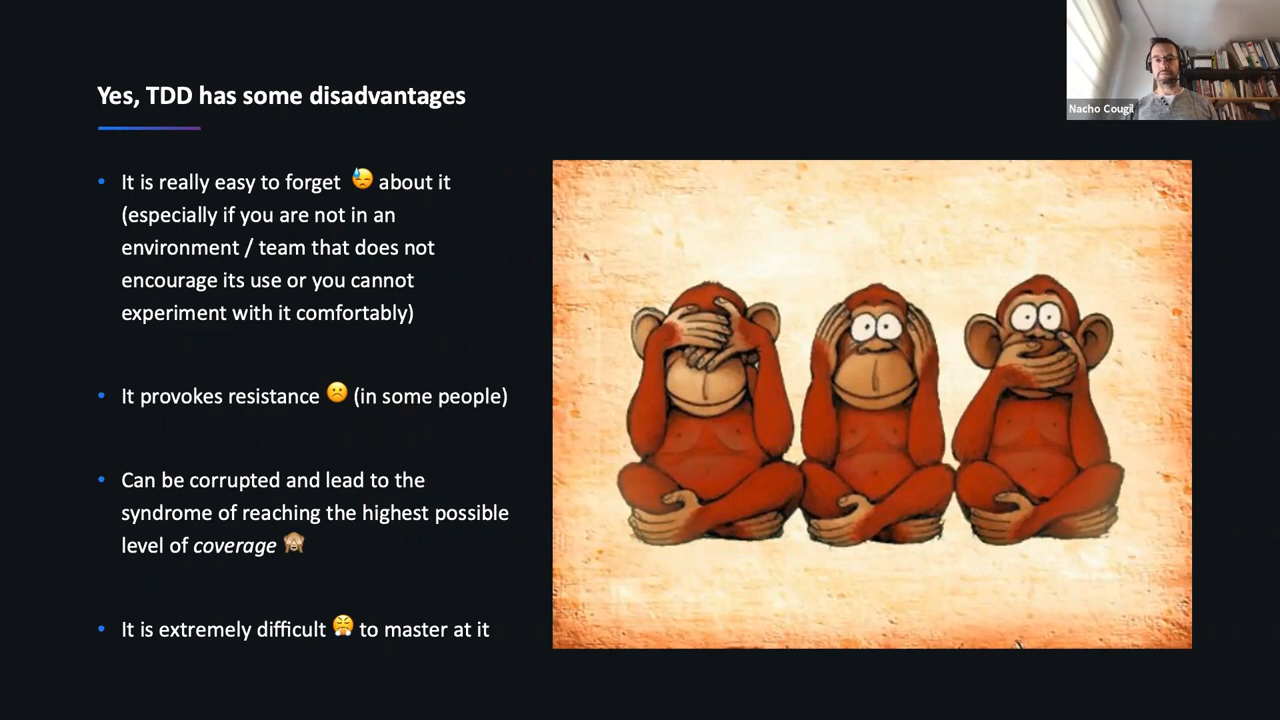 Yes, TDD has some disadvantages
It is really easy to forget 😓 about it
(especially if you are not in an
environment / team that does not
encourage its use or you cannot
experiment with it comfortably)
It provokes resistance ☹️ (in some people)
Can be corrupted and lead to the
syndrome of reaching the highest possible
level of coverage 🙈
It is extremely difficult 😤 to master at it
Nacho Cougil